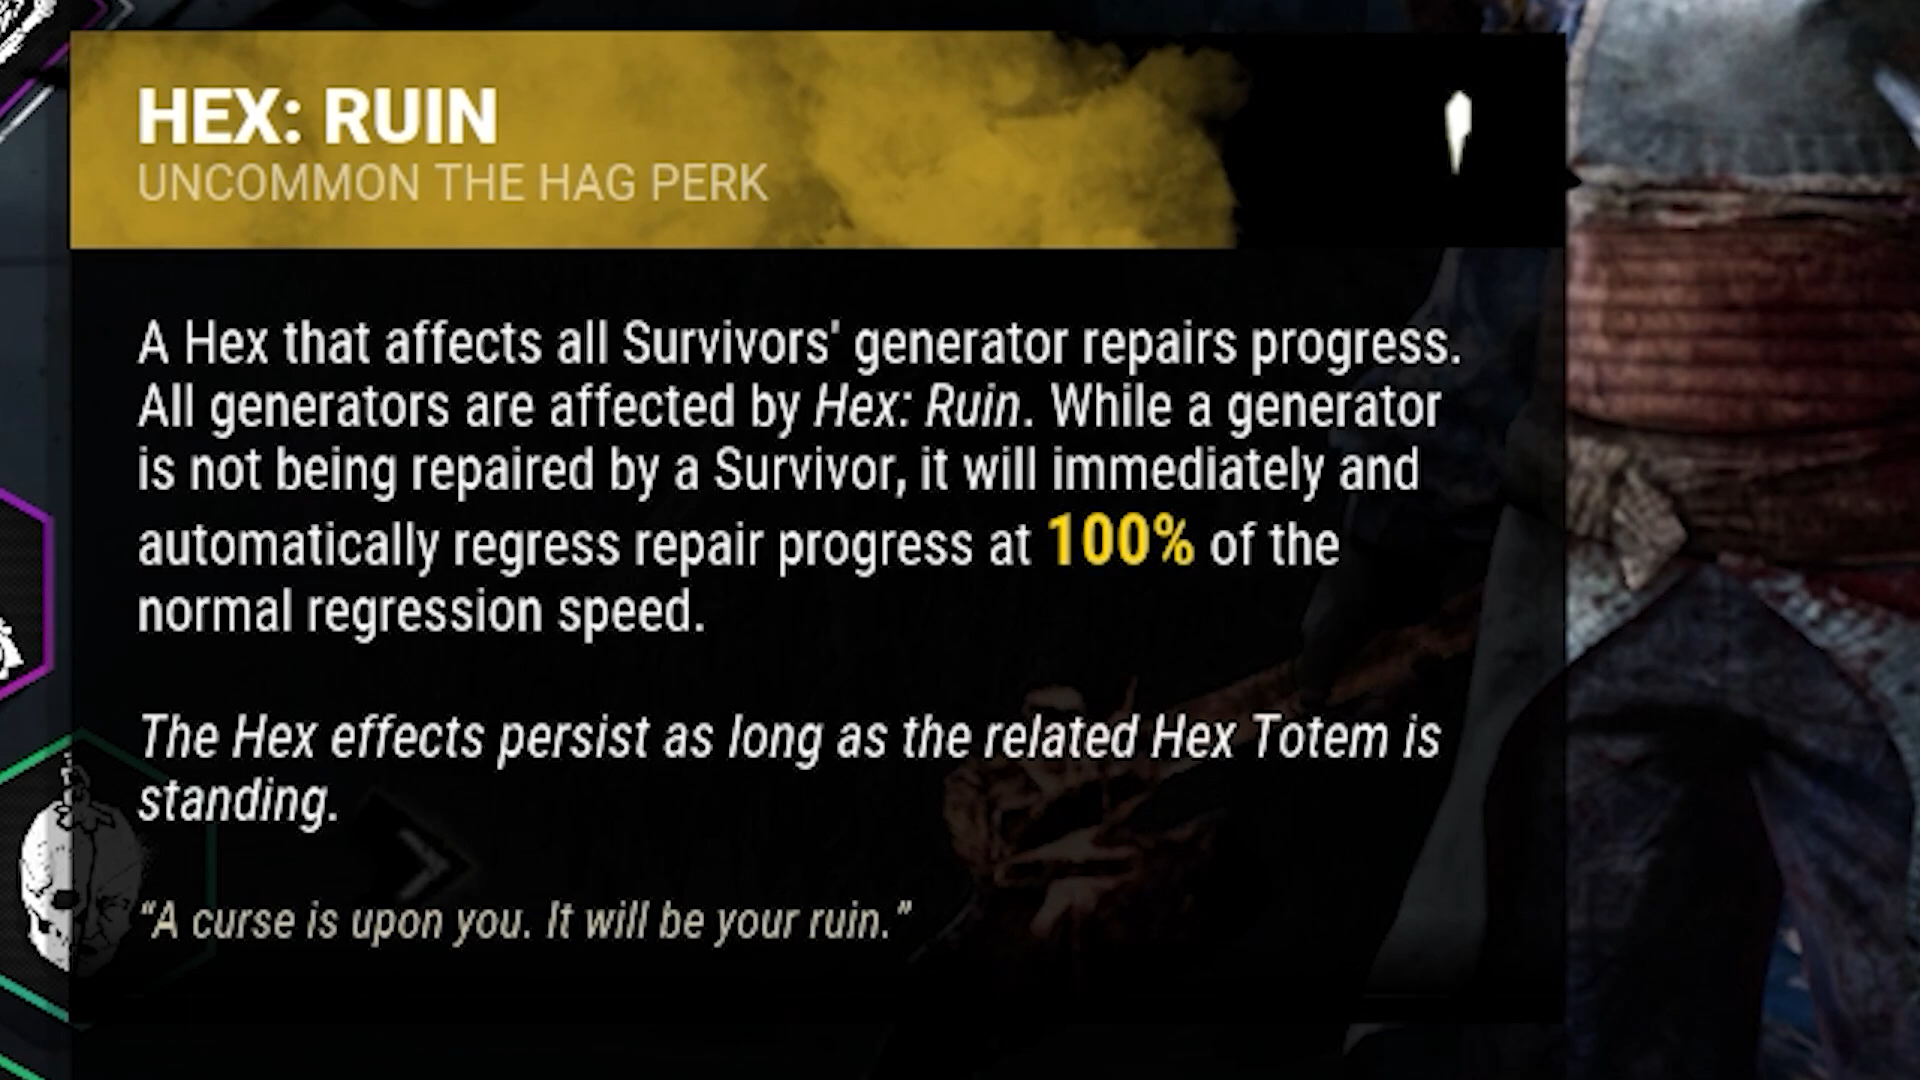 HEX: RUIN
UNCOMMON THE HAG PERK
A Hex that affects all Survivors' generator repairs progress.
All generators are affected by Hex: Ruin. While a generator
is not being repaired by a Survivor, it will immediately and
automatically regress repair progress at 100% of the
normal regression speed.
The Hex effects persist as long as the related Hex Totem is
standing.
“A curse is upon you. It will be your ruin.”